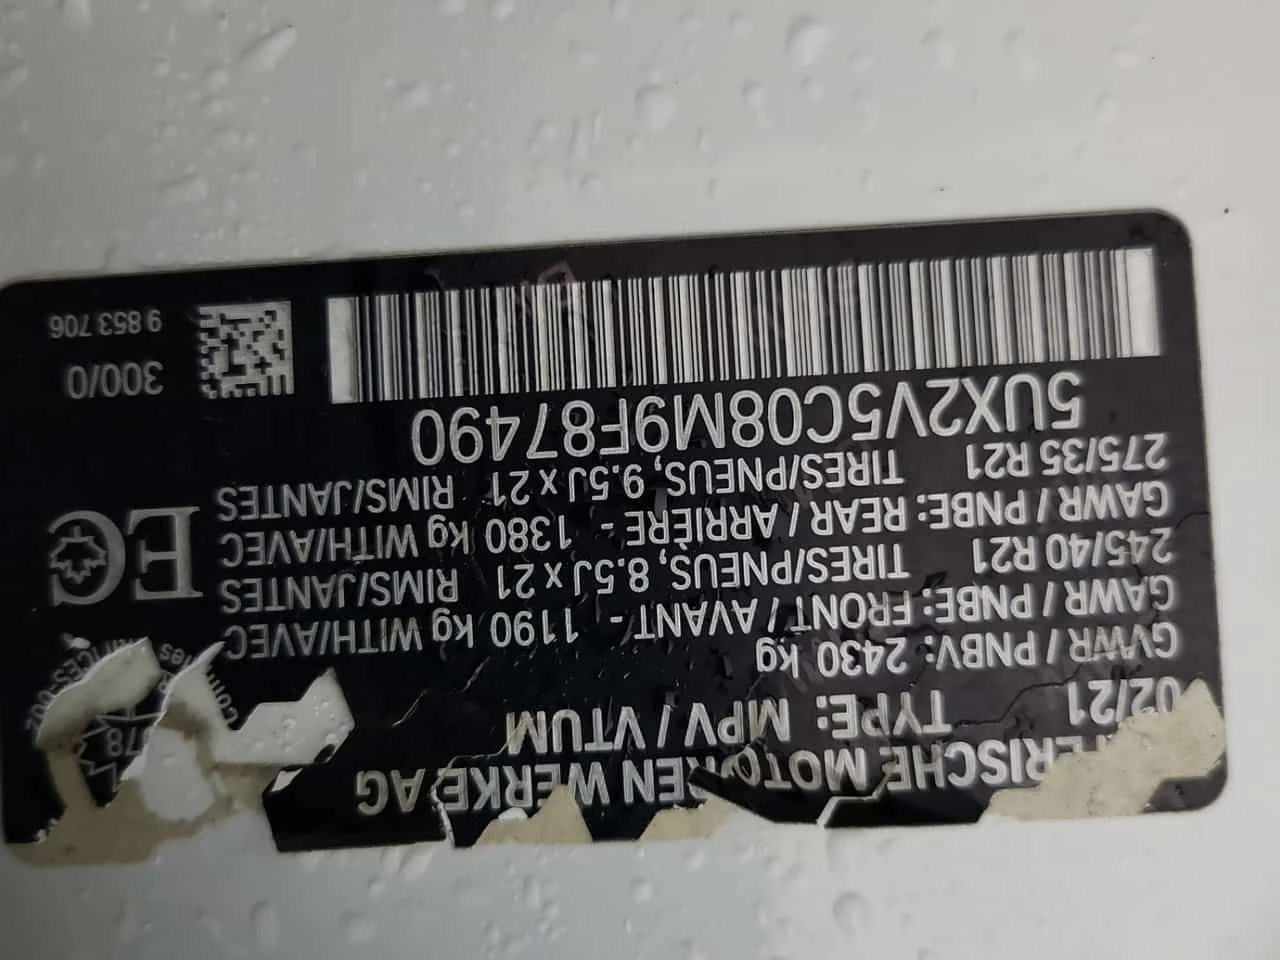 ERISCHE MOTOREN WERKE AG
02/21 TYPE: MPV / VTUM
GVWR / PNBV: 2430 kg
GAWR / PNBE: FRONT / AVANT - 1190 kg WITH/AVEC
245/40 R21 TIRES/PNEUS, 8.5J x 21 RIMS/JANTES
GAWR / PNBE: REAR / ARRIÈRE - 1380 kg WITH/AVEC
275/35 R21 TIRES/PNEUS, 9.5J x 21 RIMS/JANTES
5UX2V5C08M9F87490
EC
300/0
9 853 706